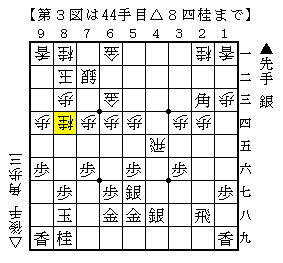 【第３図は44手目△８四桂まで】
９ ８ ７ ６ ５ ４ ３ ２ １
香 桂 金 桂 香 一
玉 銀 二
歩 金 角 歩 三
歩 桂 歩 歩 歩 歩 歩 四
飛 五
歩 歩 歩 歩 六
歩 歩 銀 歩 七
玉 金 金 銀 飛 八
香 桂 香 九
▲先手 銀
△後手 角歩三